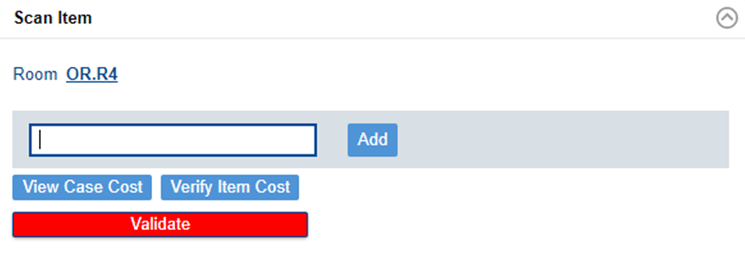 Scan Item
Room OR.R4
Add
View Case Cost Verify Item Cost
Validate